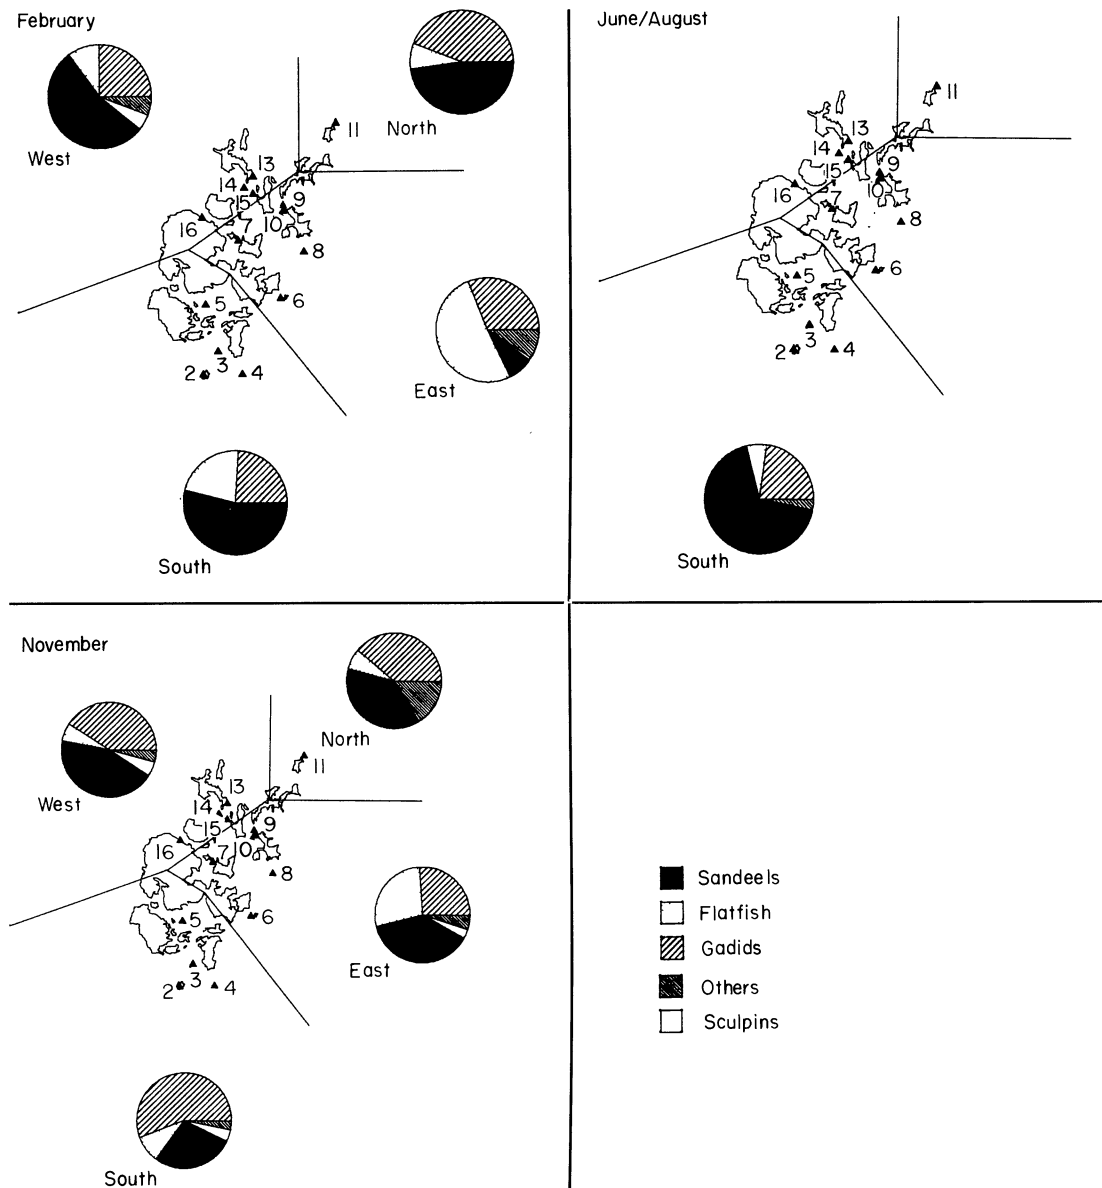 February
North
West
11
13
14
15
9
10
16
7
8
6
5
3
2
4
East
South
June/August
11
13
14
15
9
10
16
7
8
6
5
3
2
4
South
November
North
West
11
13
14
15
9
10
16
7
8
6
5
3
2
4
East
South
Sandeels
Flatfish
Gadids
Others
Sculpins